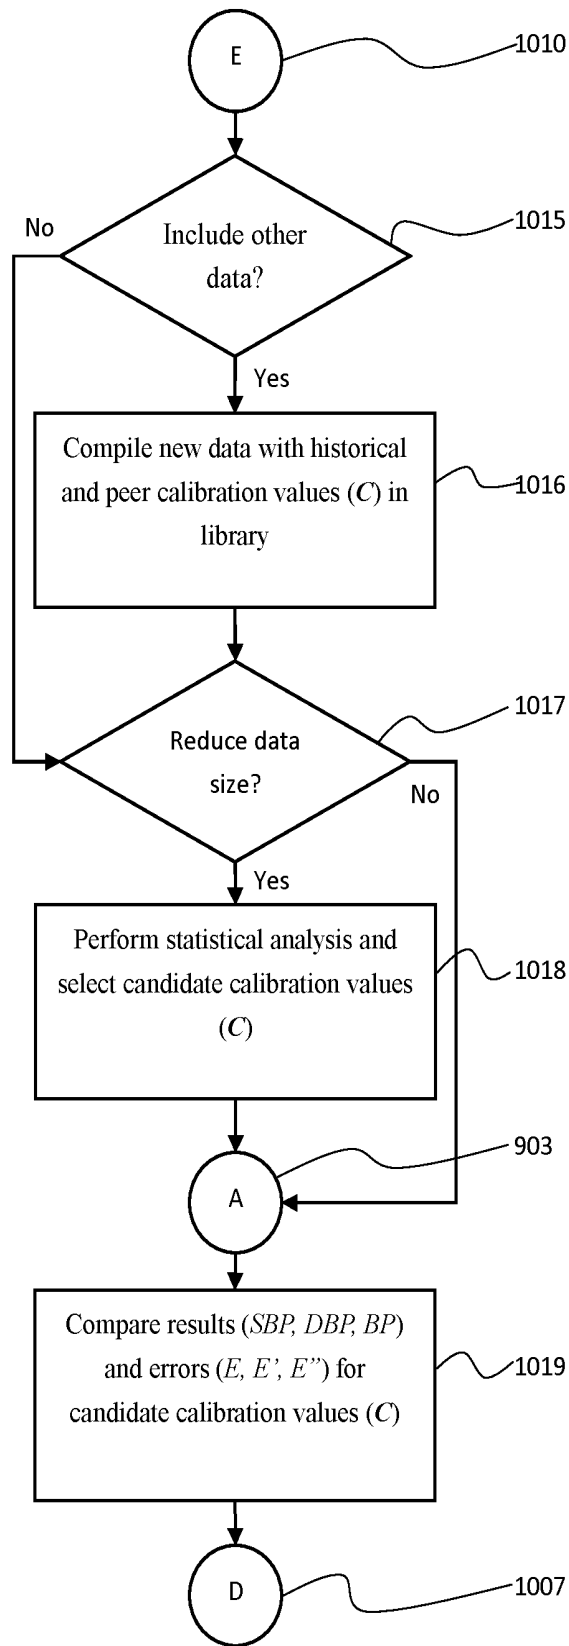 E
1010
No
1015
Include other
data?
Yes
Compile new data with historical
and peer calibration values (C) in
library
1016
1017
Reduce data
size?
No
Yes
Perform statistical analysis and
select candidate calibration values
(C)
1018
903
A
Compare results (SBP, DBP, BP)
and errors (E, E’, E”) for
candidate calibration values (C)
1019
D
1007